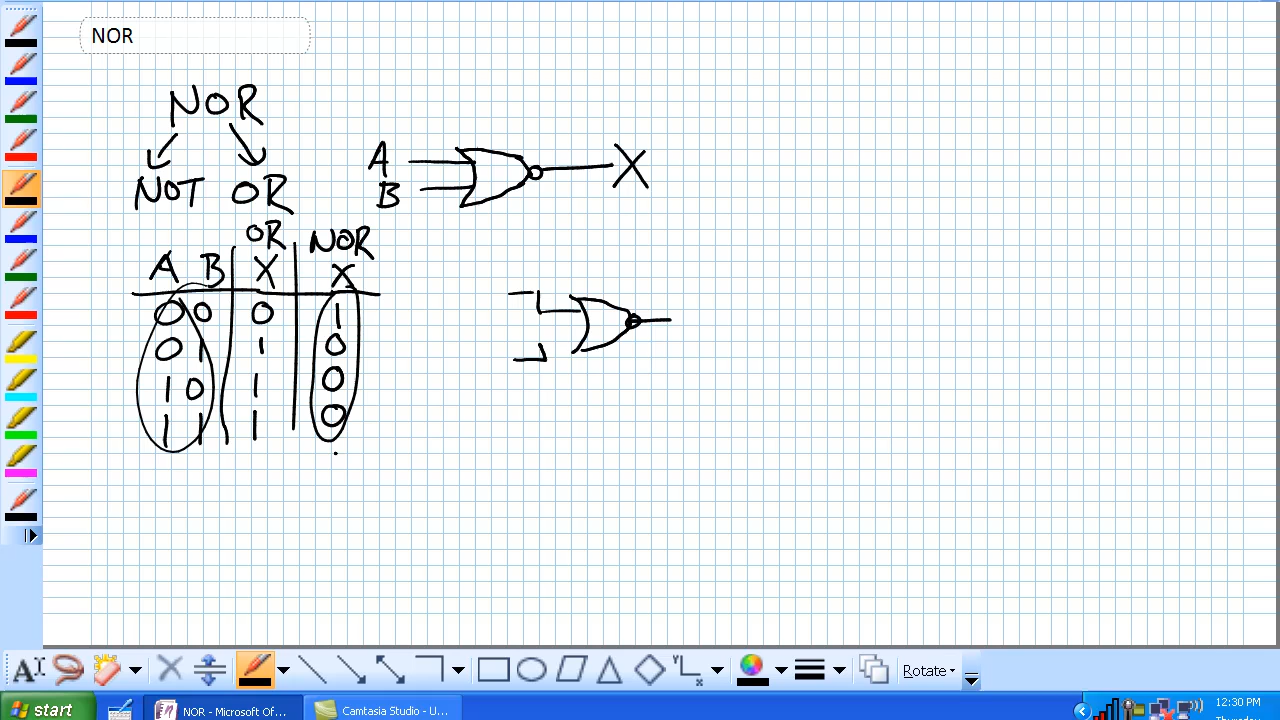 NOR
NOR
NOT OR
A
B
X
OR NOR
A B X X
0 0 0 1
0 1 1 0
1 0 1 0
1 1 1 0
Rotate
start
NOR - Microsoft Of...
Camtasia Studio - U...
12:30 PM
Thursday